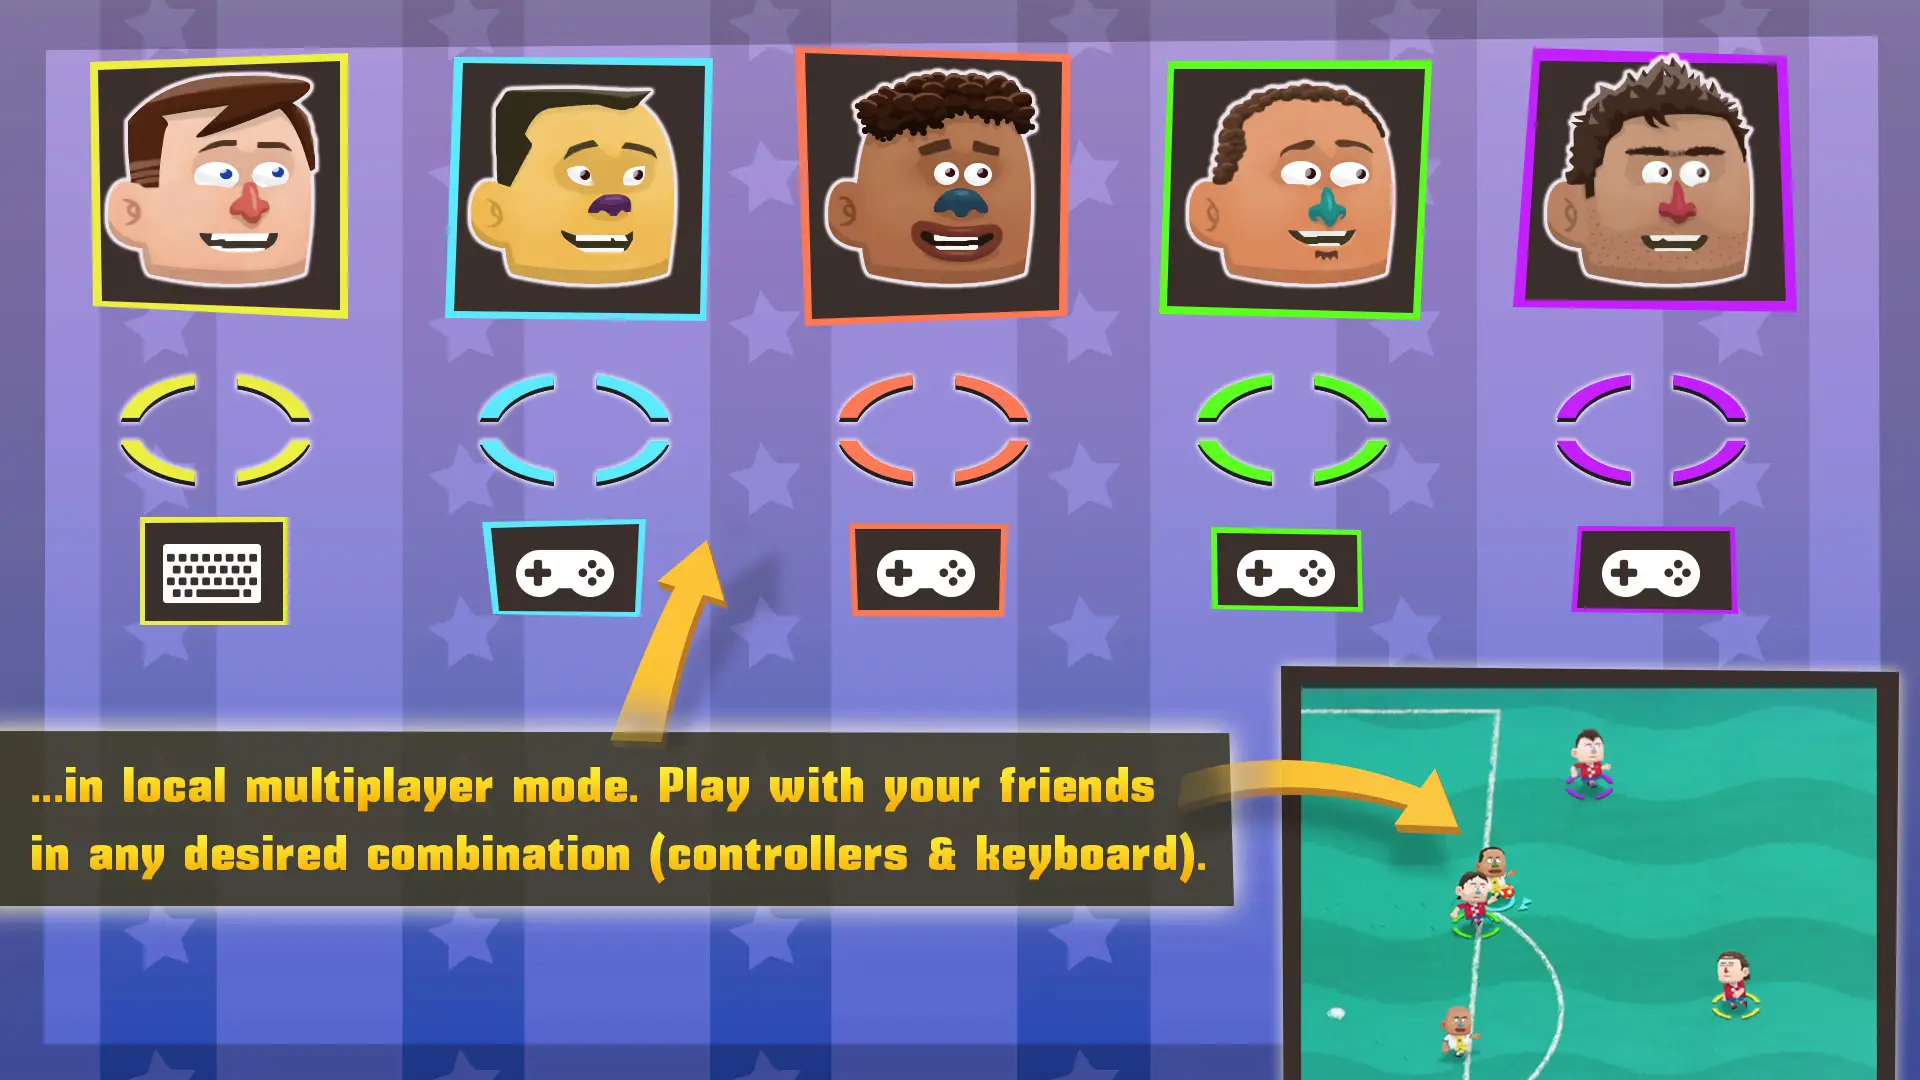 ...in local multiplayer mode. Play with your friends
in any desired combination (controllers & keyboard).